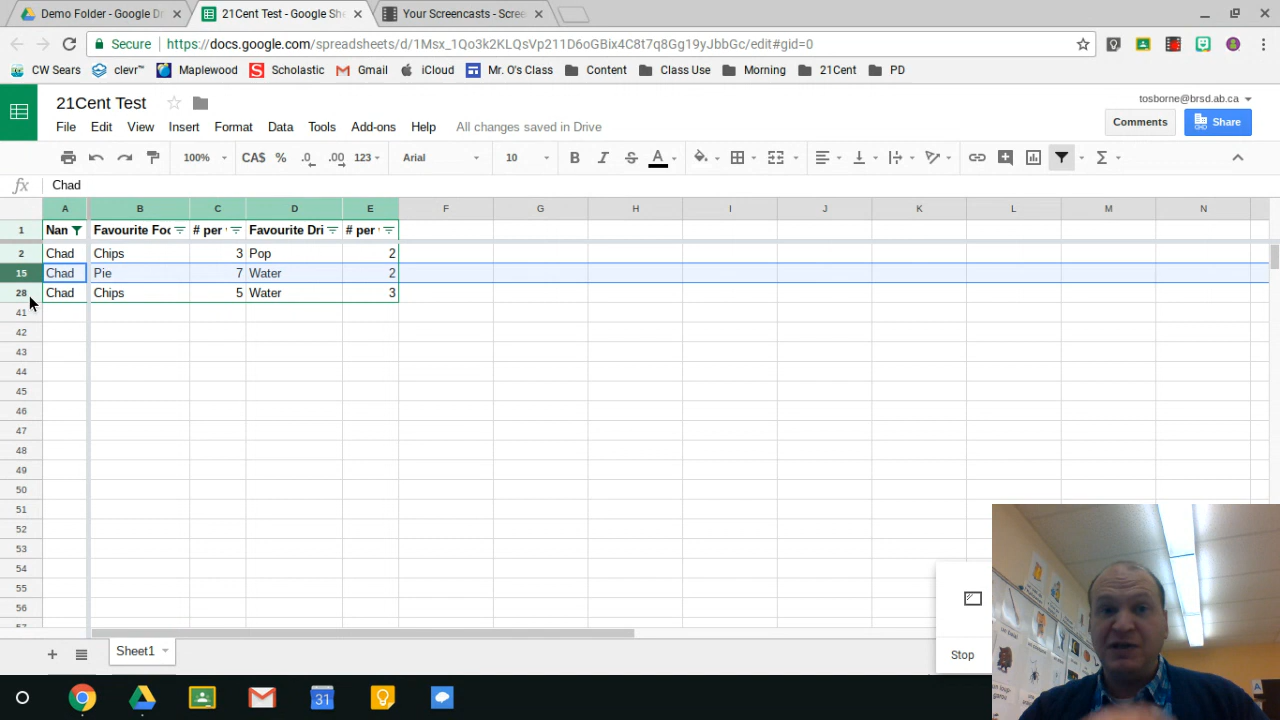 Demo Folder - Google Dr
21Cent Test - Google She
Your Screencasts - Scree
Secure https://docs.google.com/spreadsheets/d/1Msx_1Qo3k2KLQsVp211D6oGBix4C8t7q8Gg19yJbbGc/edit#gid=0
CW Sears clevr™ Maplewood Scholastic Gmail iCloud Mr. O's Class Content Class Use Morning 21Cent PD
21Cent Test
tosborne@brsd.ab.ca
File Edit View Insert Format Data Tools Add-ons Help All changes saved in Drive
Comments Share
100% CA$ % .0 .00 123 Arial 10 B I S A
fx Chad
A B C D E F G H I J K L M N
1 Nan Favourite Foo # per Favourite Dri # per
2 Chad Chips 3 Pop 2
15 Chad Pie 7 Water 2
28 Chad Chips 5 Water 3
41
42
43
44
45
46
47
48
49
50
51
52
53
54
55
56
57
Stop
Sheet1
31